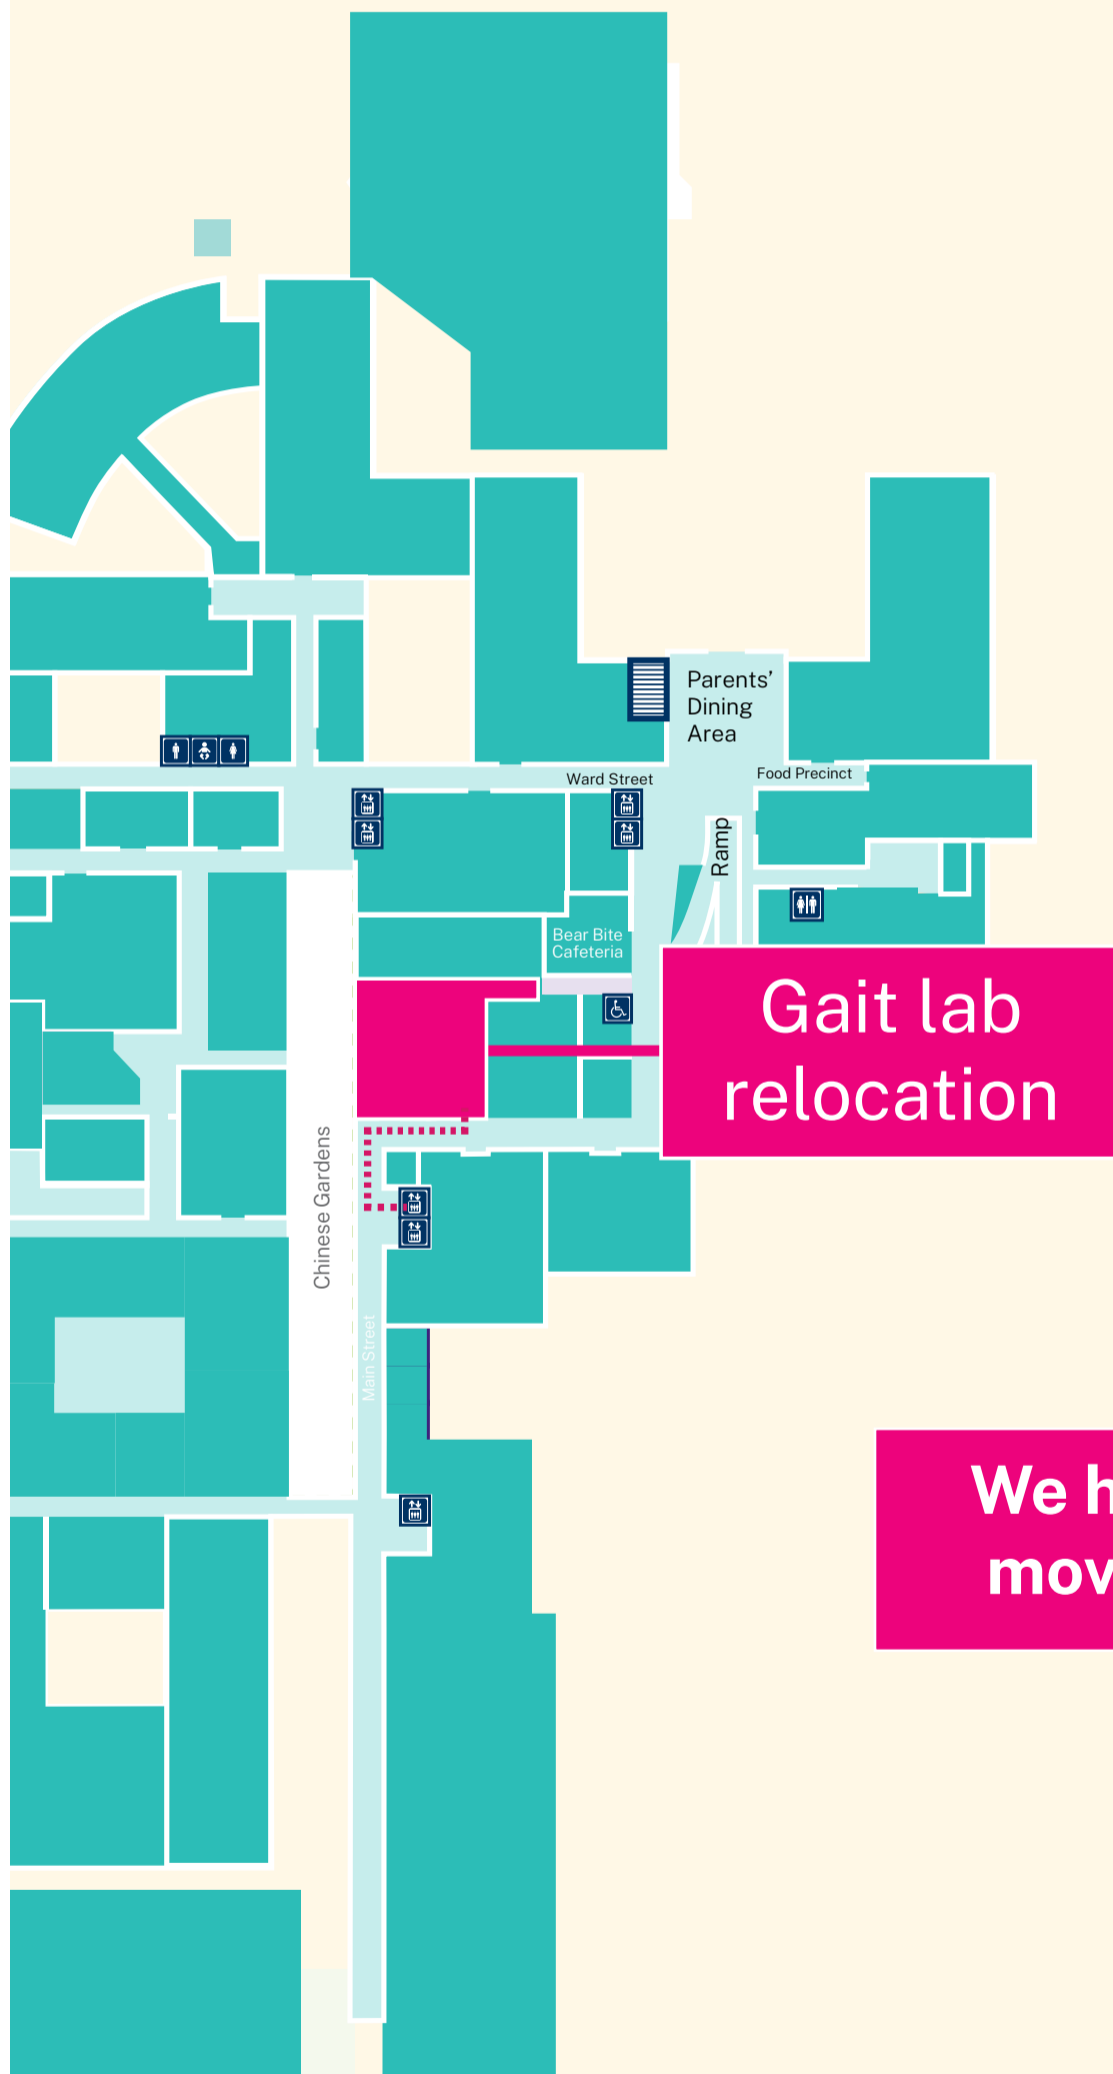 Parents’
Dining
Area
Ward Street
Food Precinct
Ramp
Bear Bite
Cafeteria
Gait lab
relocation
Chinese Gardens
Main Street
We h
mov